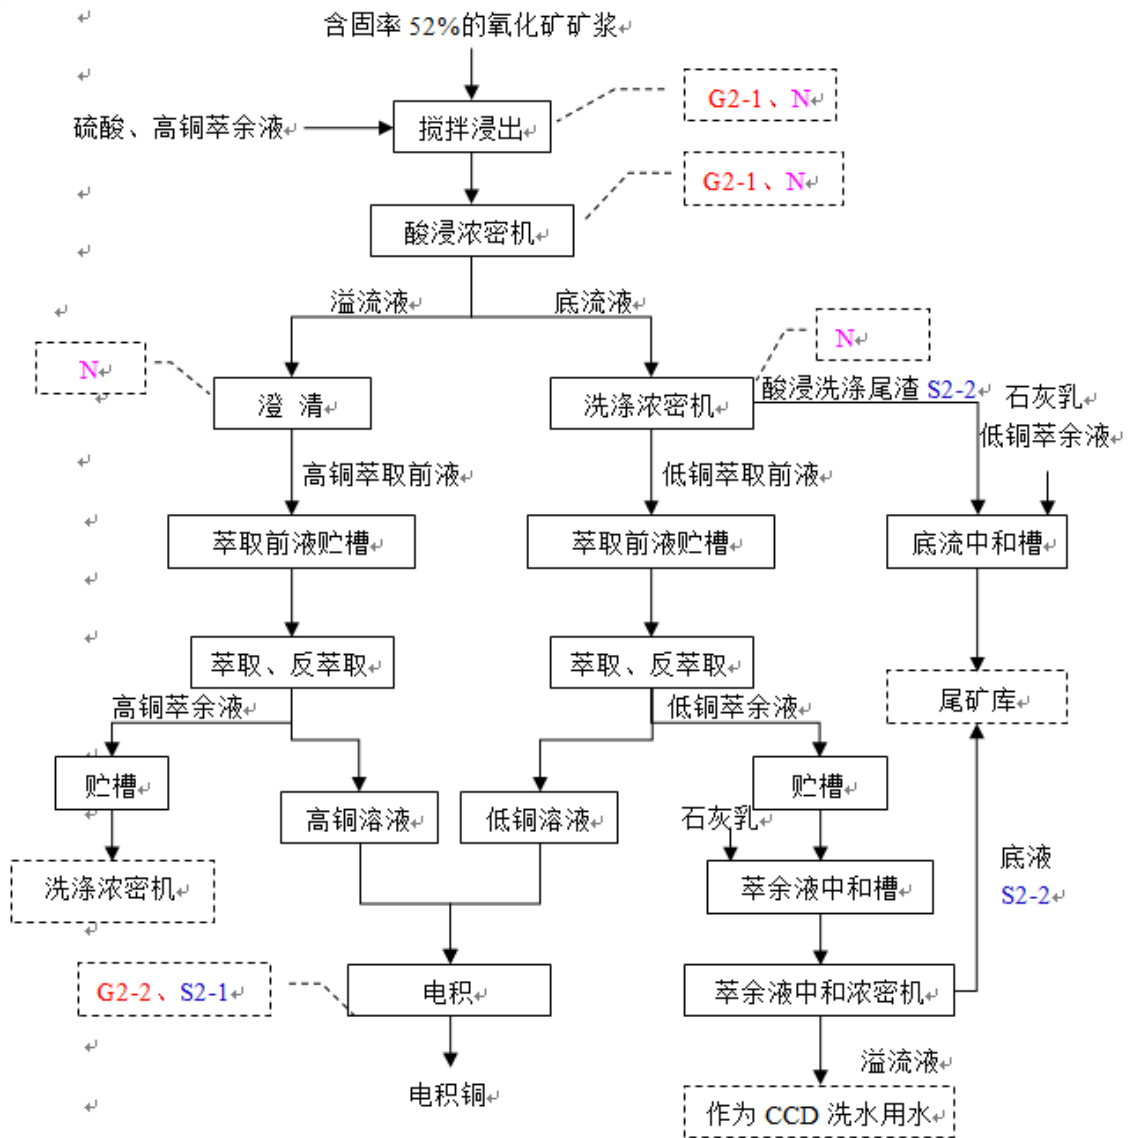 含固率 52%的氧化矿矿浆
G2-1、N
硫酸、高铜萃余液
搅拌浸出
G2-1、N
酸浸浓密机
溢流液
底流液
N
N
澄 清
洗涤浓密机
酸浸洗涤尾渣 S2-2
石灰乳
低铜萃余液
高铜萃取前液
低铜萃取前液
萃取前液贮槽
萃取前液贮槽
底流中和槽
萃取、反萃取
萃取、反萃取
尾矿库
高铜萃余液
低铜萃余液
贮槽
高铜溶液
低铜溶液
贮槽
石灰乳
洗涤浓密机
萃余液中和槽
底液
S2-2
G2-2、S2-1
电积
萃余液中和浓密机
溢流液
电积铜
作为 CCD 洗水用水